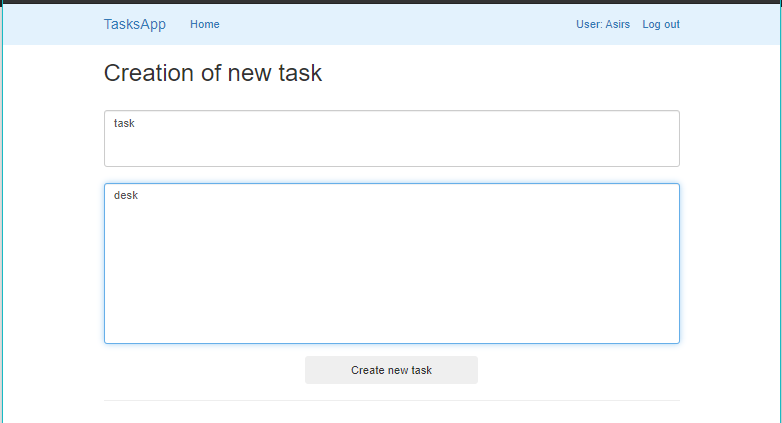 TasksApp Home User: Asirs Log out
Creation of new task
task
desk
Create new task